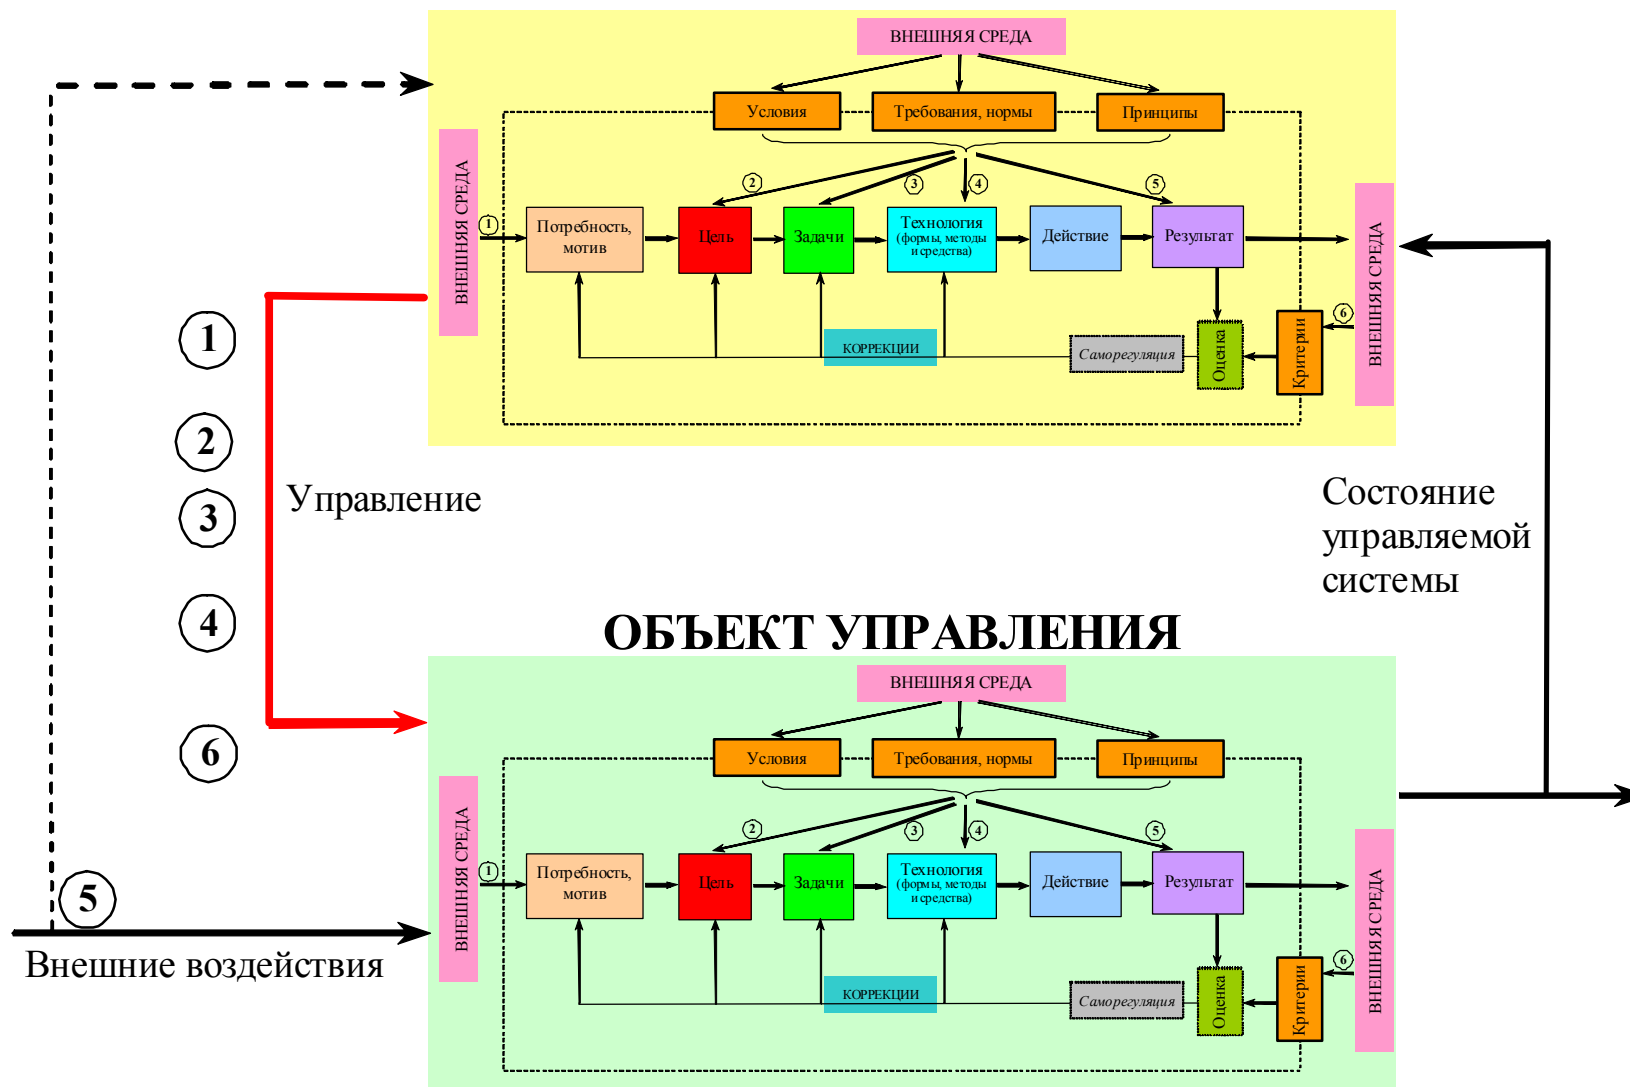 ВНЕШНЯЯ СРЕДА
Условия
Требования, нормы
Принципы
ВНЕШНЯЯ СРЕДА
1
2
3
4
5
Потребность,
мотив
Цель
Задачи
Технология
(формы, методы
и средства)
Действие
Результат
ВНЕШНЯЯ СРЕДА
6
КОРРЕКЦИИ
Саморегуляция
Оценка
Критерии
1
2
3
4
6
Управление
Состояние
управляемой
системы
ОБЪЕКТ УПРАВЛЕНИЯ
ВНЕШНЯЯ СРЕДА
Условия
Требования, нормы
Принципы
ВНЕШНЯЯ СРЕДА
1
2
3
4
5
Потребность,
мотив
Цель
Задачи
Технология
(формы, методы
и средства)
Действие
Результат
ВНЕШНЯЯ СРЕДА
6
КОРРЕКЦИИ
Саморегуляция
Оценка
Критерии
5
Внешние воздействия